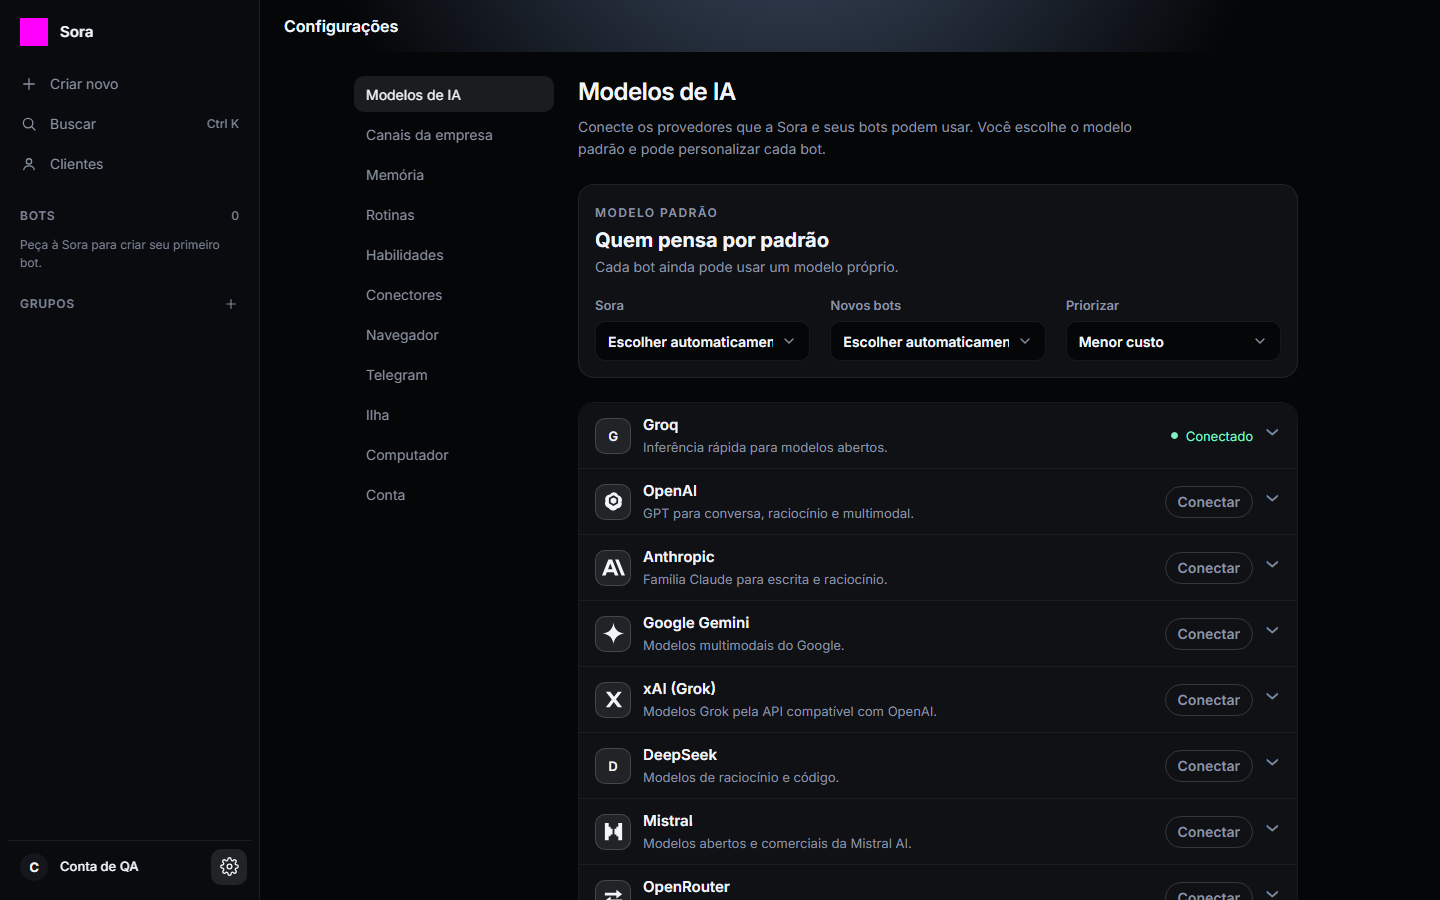 Sora
Criar novo
Buscar Ctrl K
Clientes
BOTS 0
Peça à Sora para criar seu primeiro
bot.
GRUPOS
C Conta de QA
Configurações
Modelos de IA
Canais da empresa
Memória
Rotinas
Habilidades
Conectores
Navegador
Telegram
Ilha
Computador
Conta
Modelos de IA
Conecte os provedores que a Sora e seus bots podem usar. Você escolhe o modelo
padrão e pode personalizar cada bot.
MODELO PADRÃO
Quem pensa por padrão
Cada bot ainda pode usar um modelo próprio.
Sora Novos bots Priorizar
Escolher automaticamen Escolher automaticamen Menor custo
G Groq
Inferência rápida para modelos abertos.
Conectado
OpenAI
GPT para conversa, raciocínio e multimodal.
Conectar
Anthropic
Família Claude para escrita e raciocínio.
Conectar
Google Gemini
Modelos multimodais do Google.
Conectar
xAI (Grok)
Modelos Grok pela API compatível com OpenAI.
Conectar
D DeepSeek
Modelos de raciocínio e código.
Conectar
Mistral
Modelos abertos e comerciais da Mistral AI.
Conectar
OpenRouter
Conectar